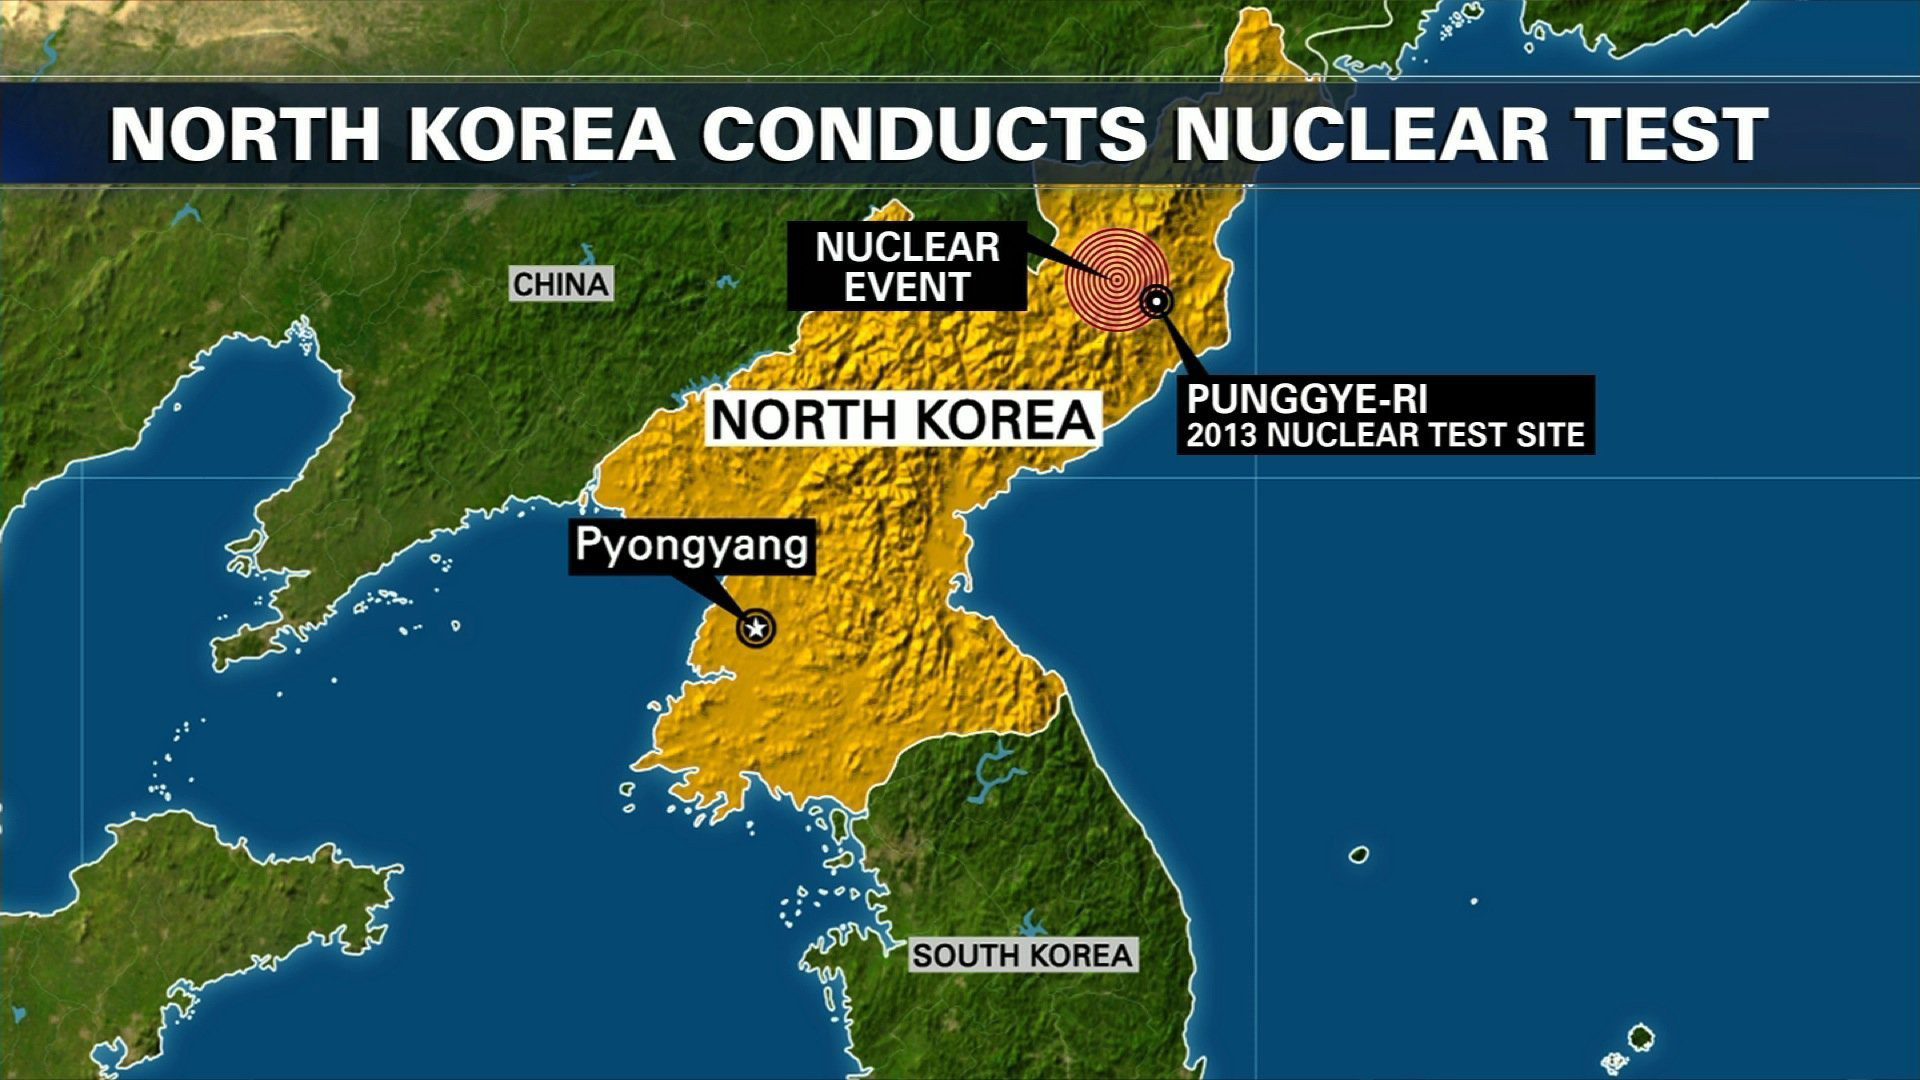 NORTH KOREA CONDUCTS NUCLEAR TEST
NUCLEAR
EVENT
CHINA
PUNGGYE-RI
2013 NUCLEAR TEST SITE
NORTH KOREA
Pyongyang
SOUTH KOREA